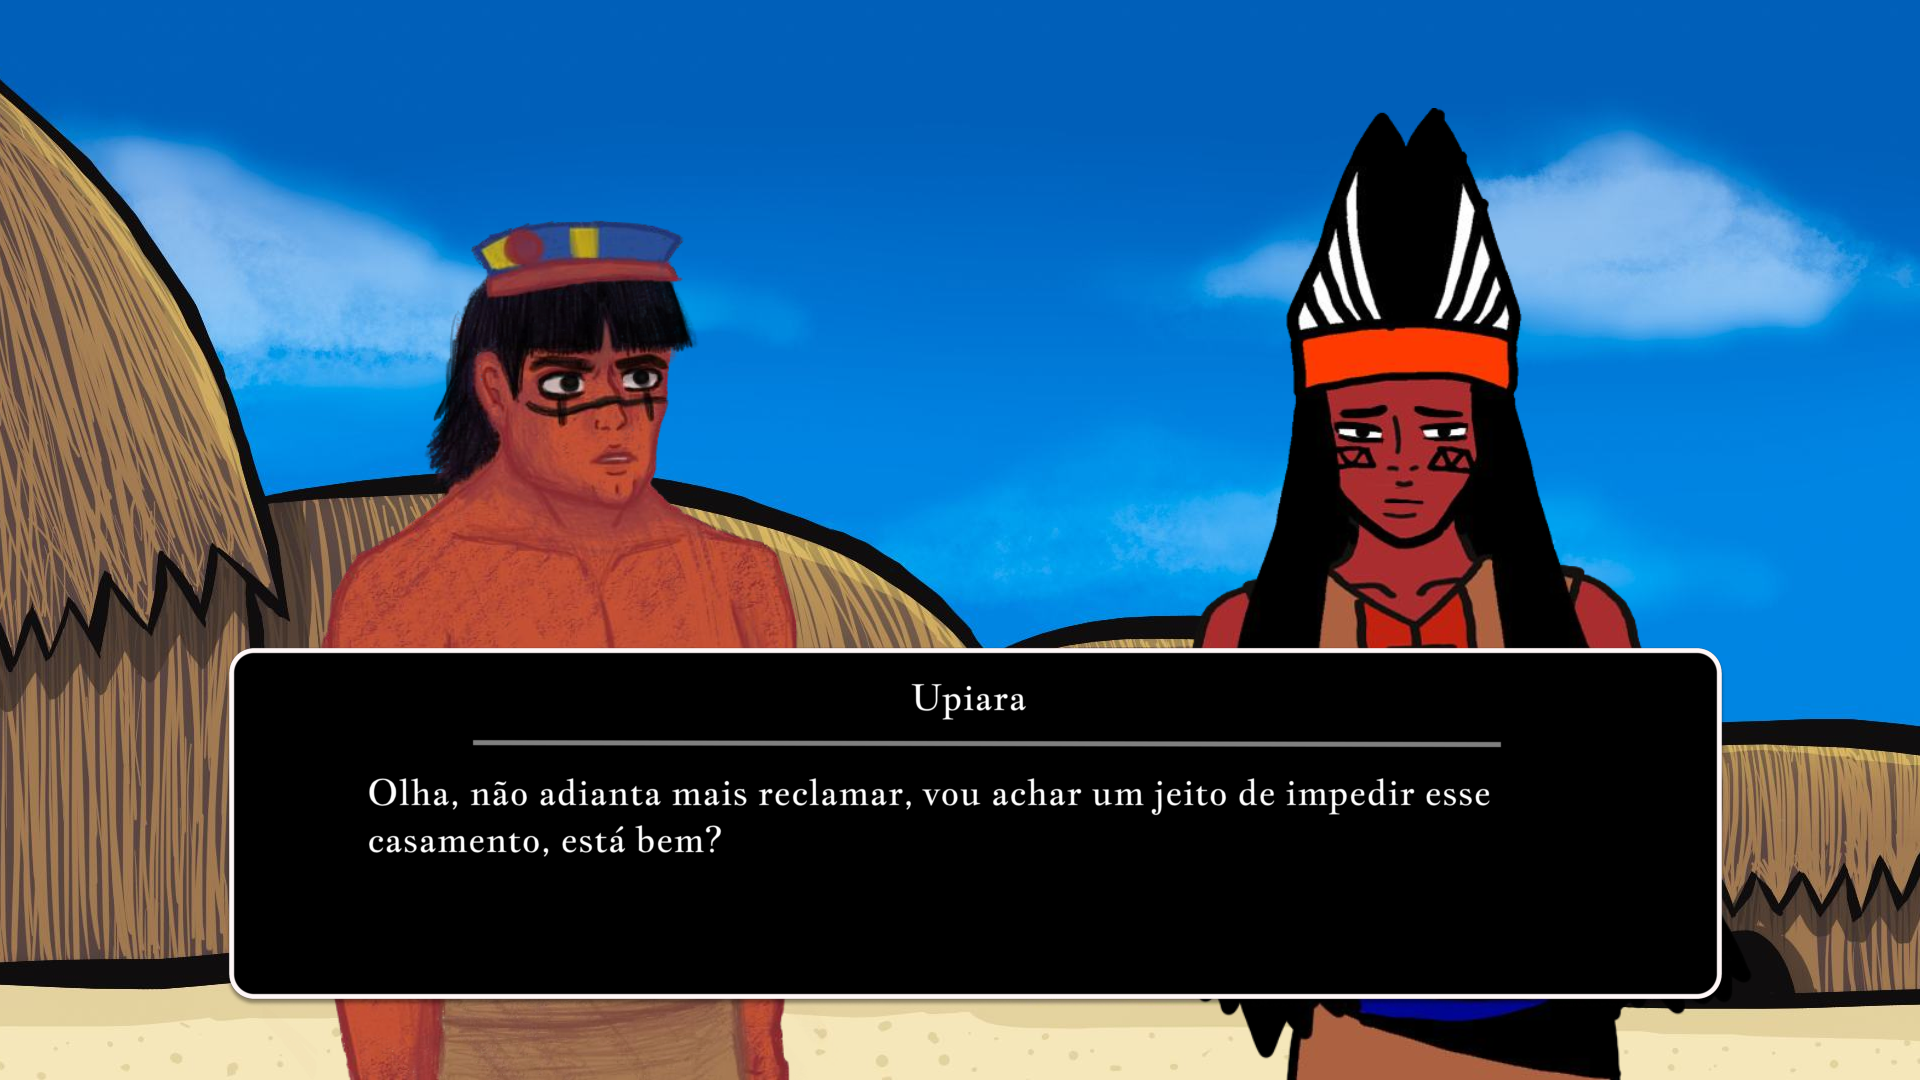 Upiara
Olha, não adianta mais reclamar, vou achar um jeito de impedir esse
casamento, está bem?